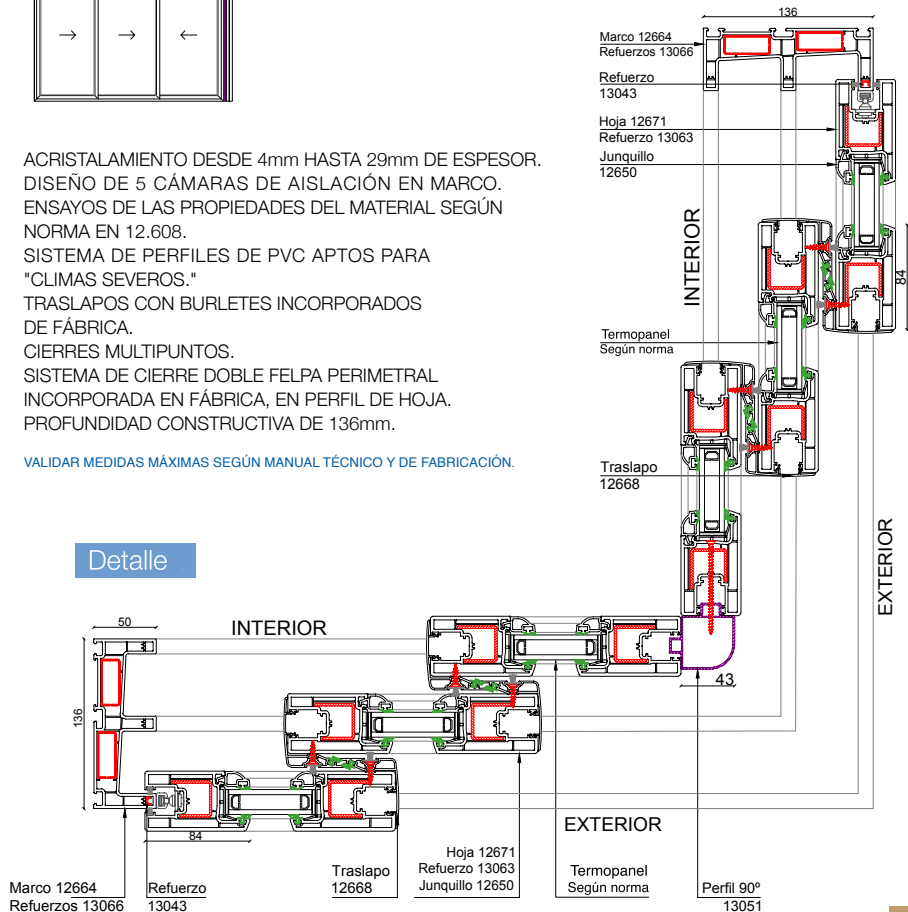 136
Marco 12664
Refuerzos 13066
Refuerzo
13043
Hoja 12671
Refuerzo 13063
Junquillo
12650
ACRISTALAMIENTO DESDE 4mm HASTA 29mm DE ESPESOR.
DISEÑO DE 5 CÁMARAS DE AISLACIÓN EN MARCO.
ENSAYOS DE LAS PROPIEDADES DEL MATERIAL SEGÚN
NORMA EN 12.608.
SISTEMA DE PERFILES DE PVC APTOS PARA
"CLIMAS SEVEROS."
TRASLAPOS CON BURLETES INCORPORADOS
DE FÁBRICA.
CIERRES MULTIPUNTOS.
SISTEMA DE CIERRE DOBLE FELPA PERIMETRAL
INCORPORADA EN FÁBRICA, EN PERFIL DE HOJA.
PROFUNDIDAD CONSTRUCTIVA DE 136mm.
VALIDAR MEDIDAS MÁXIMAS SEGÚN MANUAL TÉCNICO Y DE FABRICACIÓN.
INTERIOR
84
Termopanel
Según norma
Traslapo
12668
EXTERIOR
Detalle
50
INTERIOR
136
43
84
EXTERIOR
Marco 12664
Refuerzos 13066
Refuerzo
13043
Traslapo
12668
Hoja 12671
Refuerzo 13063
Junquillo 12650
Termopanel
Según norma
Perfil 90º
13051